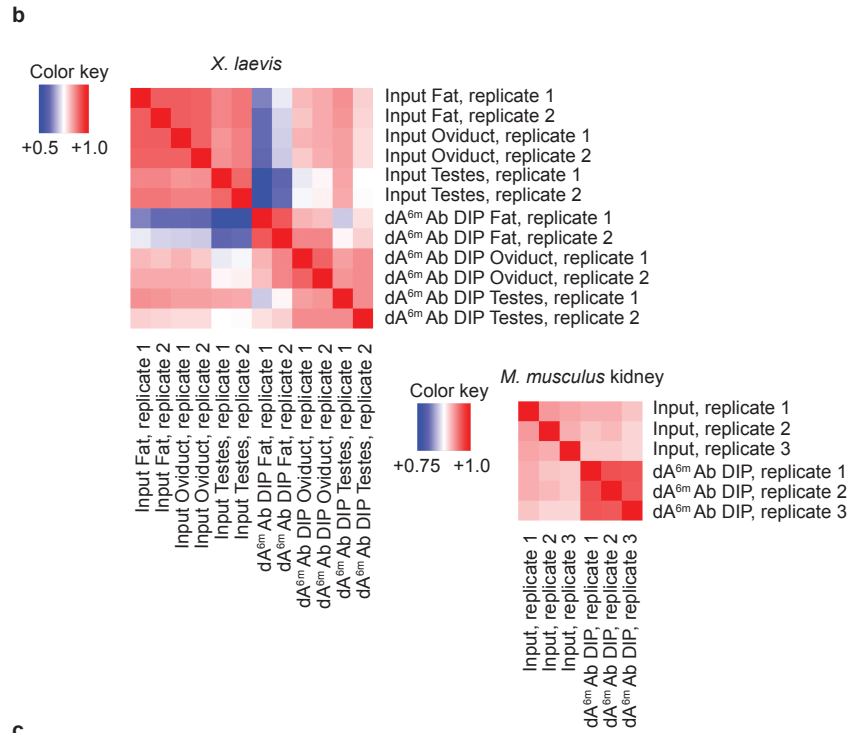 b
X. laevis
Color key
+0.5 +1.0
Input Fat, replicate 1
Input Fat, replicate 2
Input Oviduct, replicate 1
Input Oviduct, replicate 2
Input Testes, replicate 1
Input Testes, replicate 2
dA⁶ᵐ Ab DIP Fat, replicate 1
dA⁶ᵐ Ab DIP Fat, replicate 2
dA⁶ᵐ Ab DIP Oviduct, replicate 1
dA⁶ᵐ Ab DIP Oviduct, replicate 2
dA⁶ᵐ Ab DIP Testes, replicate 1
dA⁶ᵐ Ab DIP Testes, replicate 2
Input Fat, replicate 1
Input Fat, replicate 2
Input Oviduct, replicate 1
Input Oviduct, replicate 2
Input Testes, replicate 1
Input Testes, replicate 2
dA⁶ᵐ Ab DIP Fat, replicate 1
dA⁶ᵐ Ab DIP Fat, replicate 2
dA⁶ᵐ Ab DIP Oviduct, replicate 1
dA⁶ᵐ Ab DIP Oviduct, replicate 2
dA⁶ᵐ Ab DIP Testes, replicate 1
dA⁶ᵐ Ab DIP Testes, replicate 2
Color key
+0.75 +1.0
M. musculus kidney
Input, replicate 1
Input, replicate 2
Input, replicate 3
dA⁶ᵐ Ab DIP, replicate 1
dA⁶ᵐ Ab DIP, replicate 2
dA⁶ᵐ Ab DIP, replicate 3
Input, replicate 1
Input, replicate 2
Input, replicate 3
dA⁶ᵐ Ab DIP, replicate 1
dA⁶ᵐ Ab DIP, replicate 2
dA⁶ᵐ Ab DIP, replicate 3
c